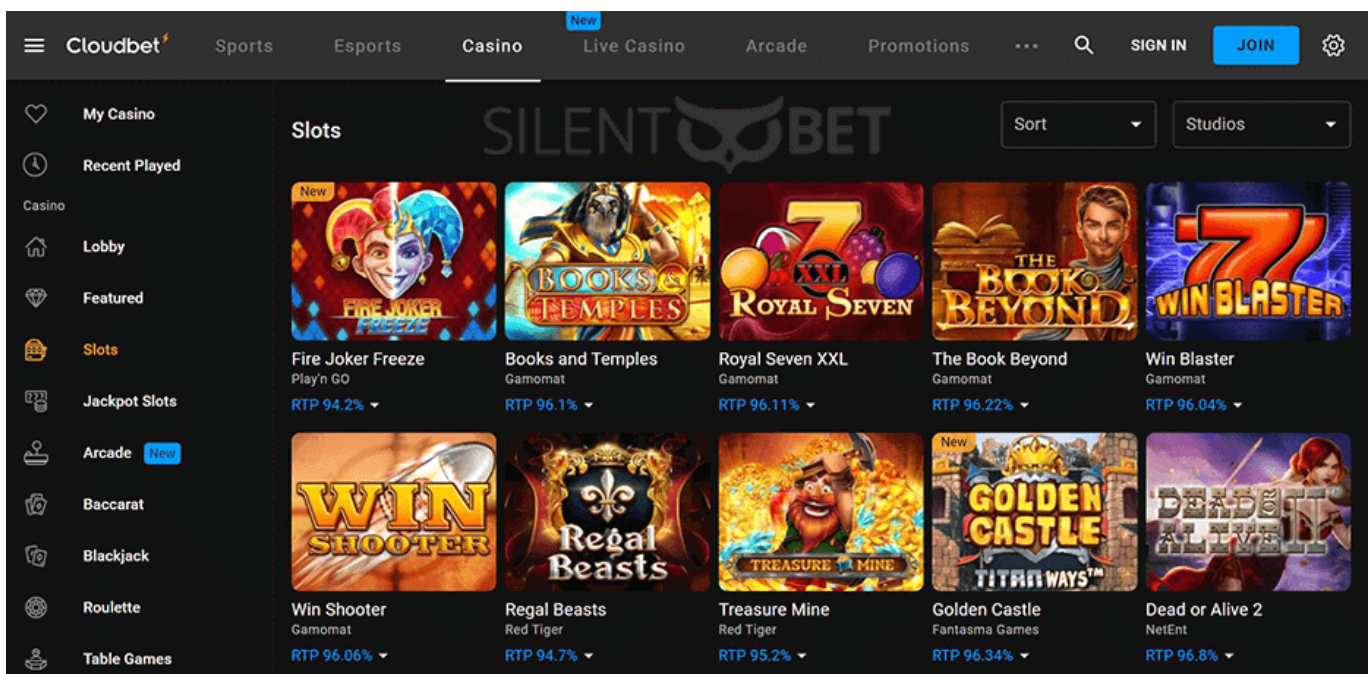 New
Cloudbet Sports Esports Casino Live Casino Arcade Promotions ... SIGN IN JOIN
My Casino
Recent Played
Casino
Lobby
Featured
Slots
Jackpot Slots
Arcade New
Baccarat
Blackjack
Roulette
Table Games
Slots
SILENT BET
Sort
Studios
New
FIRE JOKER
FREEZE
Fire Joker Freeze
Play'n GO
RTP 94.2%
BOOKS &
TEMPLES
Books and Temples
Gamomat
RTP 96.1%
7
XXL
ROYAL SEVEN
Royal Seven XXL
Gamomat
RTP 96.11%
THE
BOOK
BEYOND
The Book Beyond
Gamomat
RTP 96.22%
777
WIN BLASTER
Win Blaster
Gamomat
RTP 96.04%
WIN
SHOOTER
Win Shooter
Gamomat
RTP 96.06%
Regal
Beasts
Regal Beasts
Red Tiger
RTP 94.7%
TREASURE MINE
Treasure Mine
Red Tiger
RTP 95.2%
New
GOLDEN
CASTLE
TITAN WAYS™
Golden Castle
Fantasma Games
RTP 96.34%
DEAD OR
ALIVE II
Dead or Alive 2
NetEnt
RTP 96.8%